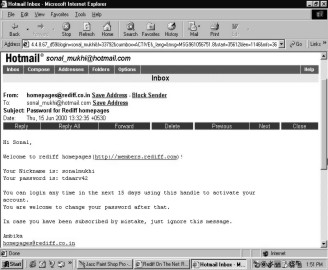 Hotmail Inbox - Microsoft Internet Explorer
File Edit View Favorites Tools Help
Back Stop Refresh Home Search Favorites History Mail Print
Address Go Links
Hotmail® sonal_mukhi@hotmail.com
Inbox Compose Addresses Folders Options Help
Inbox
From: homepages@rediff.co.in Save Address - Block Sender
To: sonal_mukhi@hotmail.com Save Address
Subject: Password for Rediff homepages
Date: Thu, 15 Jun 2000 13:32:35 +0530
Reply Reply All Forward Delete Previous Next Close
Hi Sonal,
Welcome to rediff homepages (http://members.rediff.com)!
Your Nickname is: sonalmukhi
Your password is: tdmarv42
You can login any time in the next 15 days using this handle to activate your
account.
You are welcome to change your password after that.
In case you have been subscribed by mistake, just ignore this message.
Ambika
homepages@rediff.co.in
Done Internet
Start Jasc Paint Shop Pro - Rediff On The Net Hotmail Inbox - M... 1:51 PM